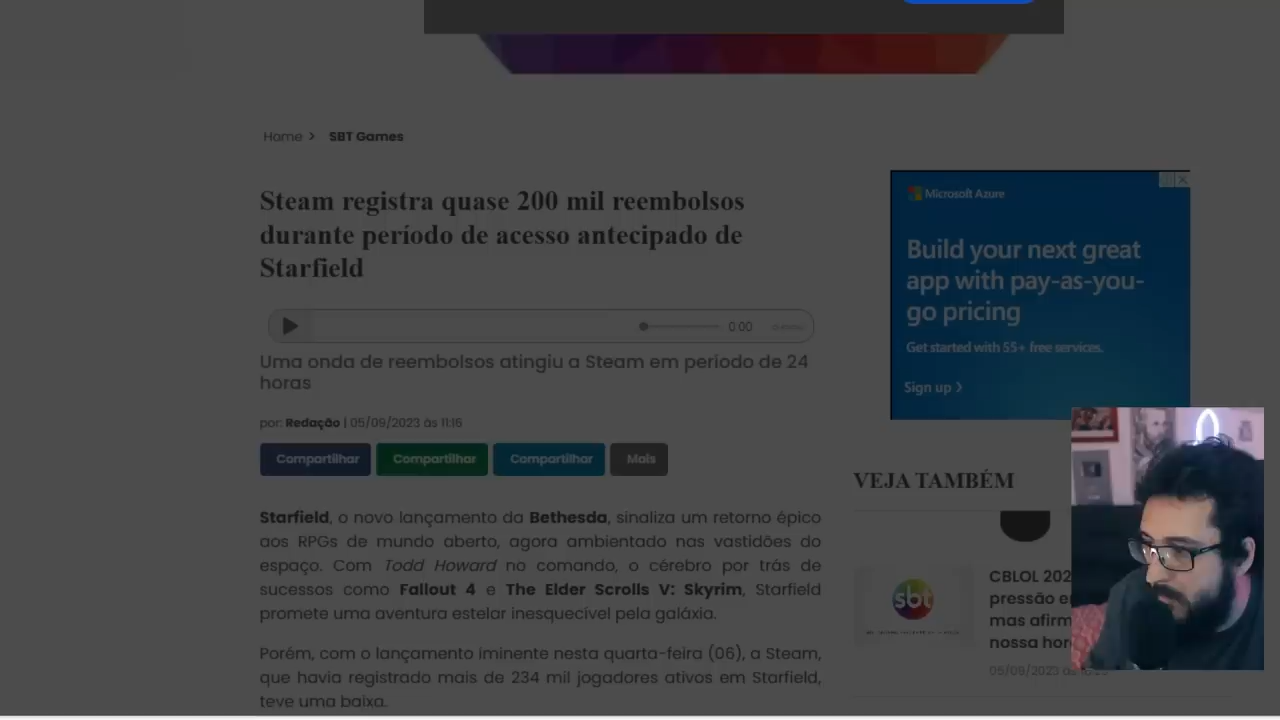 Home > SBT Games
Steam registra quase 200 mil reembolsos
durante período de acesso antecipado de
Starfield
0:00
Uma onda de reembolsos atingiu a Steam em período de 24
horas
por: Redação | 05/09/2023 às 11:16
Compartilhar Compartilhar Compartilhar Mais
Starfield, o novo lançamento da Bethesda, sinaliza um retorno épico
aos RPGs de mundo aberto, agora ambientado nas vastidões do
espaço. Com Todd Howard no comando, o cérebro por trás de
sucessos como Fallout 4 e The Elder Scrolls V: Skyrim, Starfield
promete uma aventura estelar inesquecível pela galáxia.
Porém, com o lançamento iminente nesta quarta-feira (06), a Steam,
que havia registrado mais de 234 mil jogadores ativos em Starfield,
teve uma baixa.
Microsoft Azure
Build your next great
app with pay-as-you-
go pricing
Get started with 55+ free services.
Sign up >
VEJA TAMBÉM
sbt
CBLOL 202
pressão e
mas afirm
nossa hor
05/09/2023 às